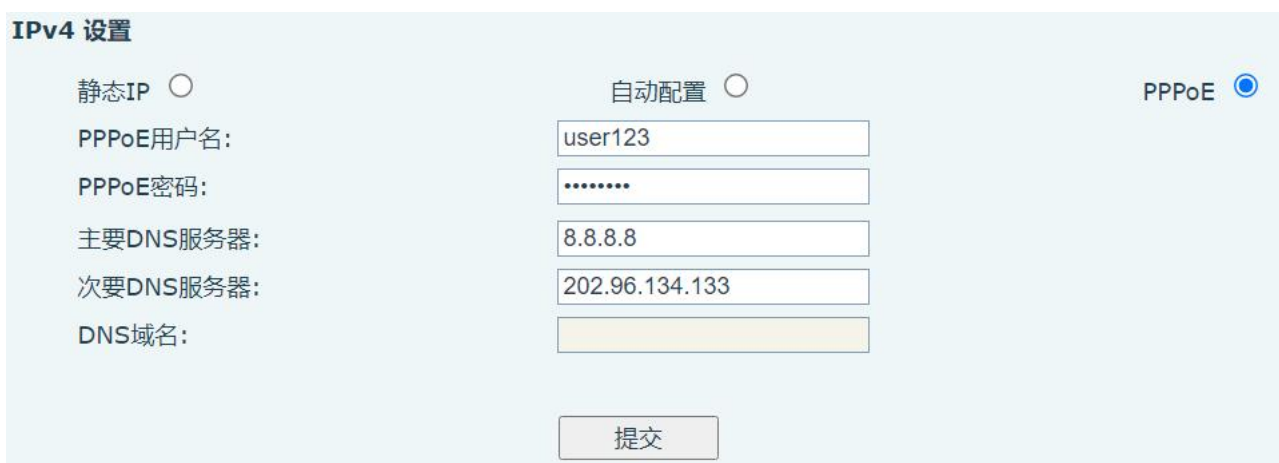 IPv4 设置
静态IP 自动配置 PPPoE
PPPoE用户名: user123
PPPoE密码: ••••••••
主要DNS服务器: 8.8.8.8
次要DNS服务器: 202.96.134.133
DNS域名:
提交